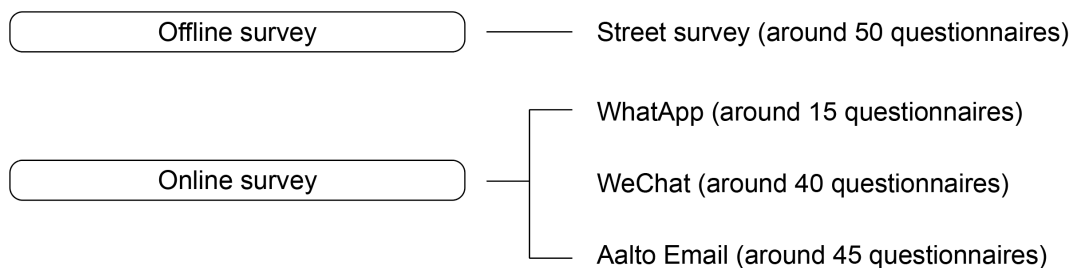 Offline survey
Street survey (around 50 questionnaires)
WhatApp (around 15 questionnaires)
Online survey
WeChat (around 40 questionnaires)
Aalto Email (around 45 questionnaires)